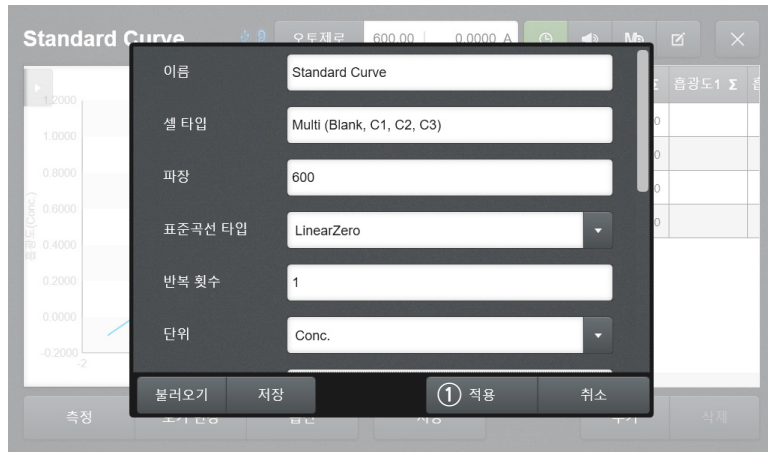 Standard Curve
오토제로 600.00 0.0000 A
이름 Standard Curve
셀 타입 Multi (Blank, C1, C2, C3)
파장 600
표준곡선 타입 LinearZero
반복 횟수 1
단위 Conc.
불러오기 저장 ① 적용 취소
흡광도1 Σ
흡광도(Conc.)
1.2000
1.0000
0.8000
0.6000
0.4000
0.2000
0.0000
-0.2000
-2
측정
삭제